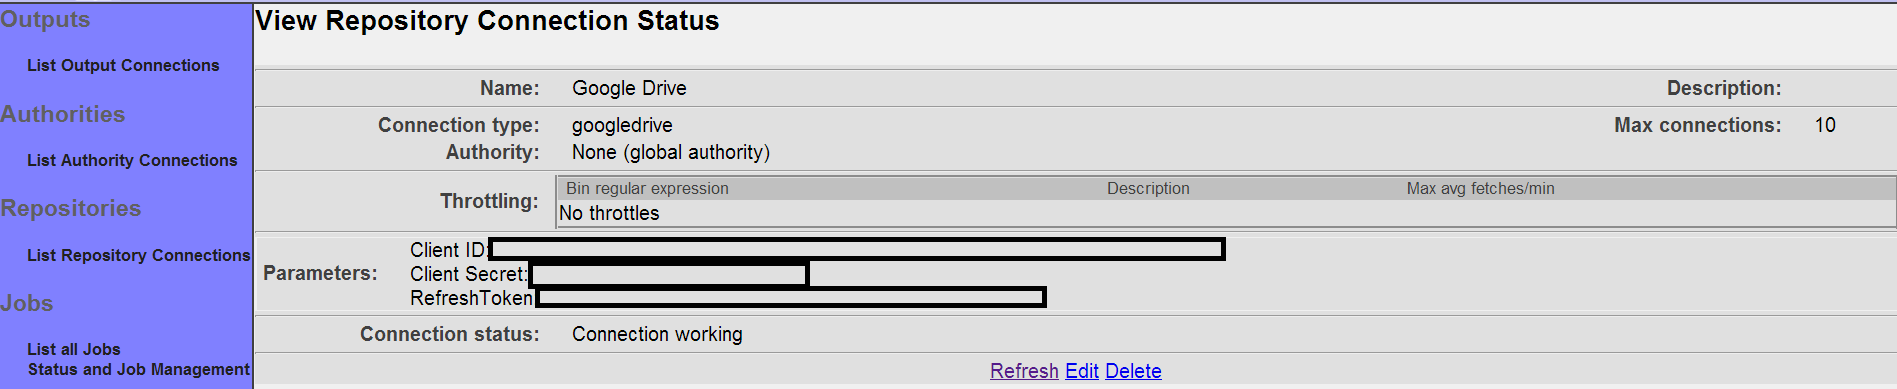 Outputs
List Output Connections
Authorities
List Authority Connections
Repositories
List Repository Connections
Jobs
List all Jobs
Status and Job Management
View Repository Connection Status
Name: Google Drive Description:
Connection type: googledrive Max connections: 10
Authority: None (global authority)
Throttling: Bin regular expression Description Max avg fetches/min
No throttles
Parameters: Client ID:
Client Secret:
RefreshToken
Connection status: Connection working
Refresh Edit Delete